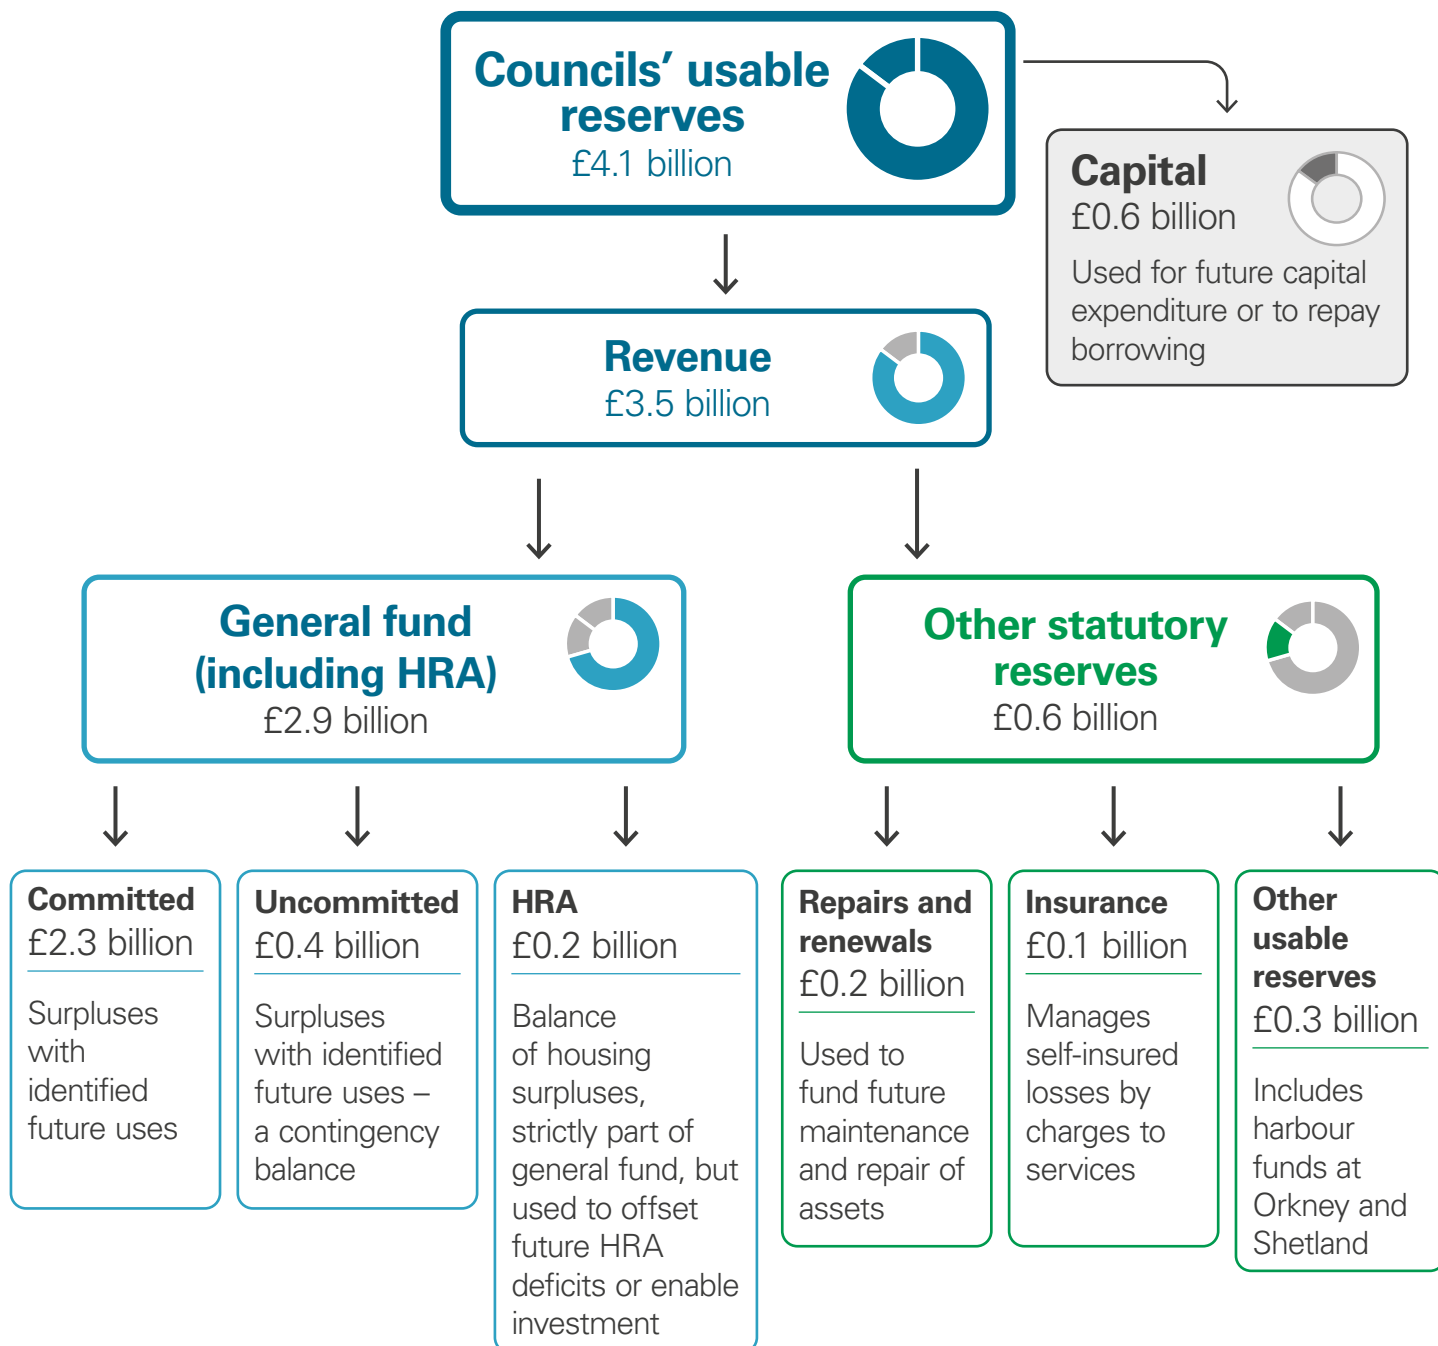 Councils’ usable
reserves
£4.1 billion
Capital
£0.6 billion
Used for future capital
expenditure or to repay
borrowing
Revenue
£3.5 billion
General fund
(including HRA)
£2.9 billion
Other statutory
reserves
£0.6 billion
Committed
£2.3 billion
Surpluses
with
identified
future uses
Uncommitted
£0.4 billion
Surpluses
with identified
future uses –
a contingency
balance
HRA
£0.2 billion
Balance
of housing
surpluses,
strictly part of
general fund, but
used to offset
future HRA
deficits or enable
investment
Repairs and
renewals
£0.2 billion
Used to
fund future
maintenance
and repair of
assets
Insurance
£0.1 billion
Manages
self-insured
losses by
charges to
services
Other
usable
reserves
£0.3 billion
Includes
harbour
funds at
Orkney and
Shetland